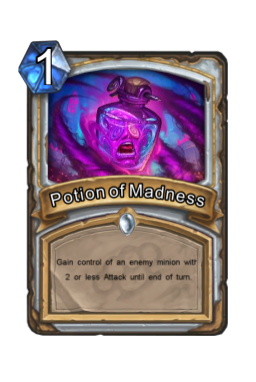 1
Potion of Madness
Gain control of an enemy minion with
2 or less Attack until end of turn.